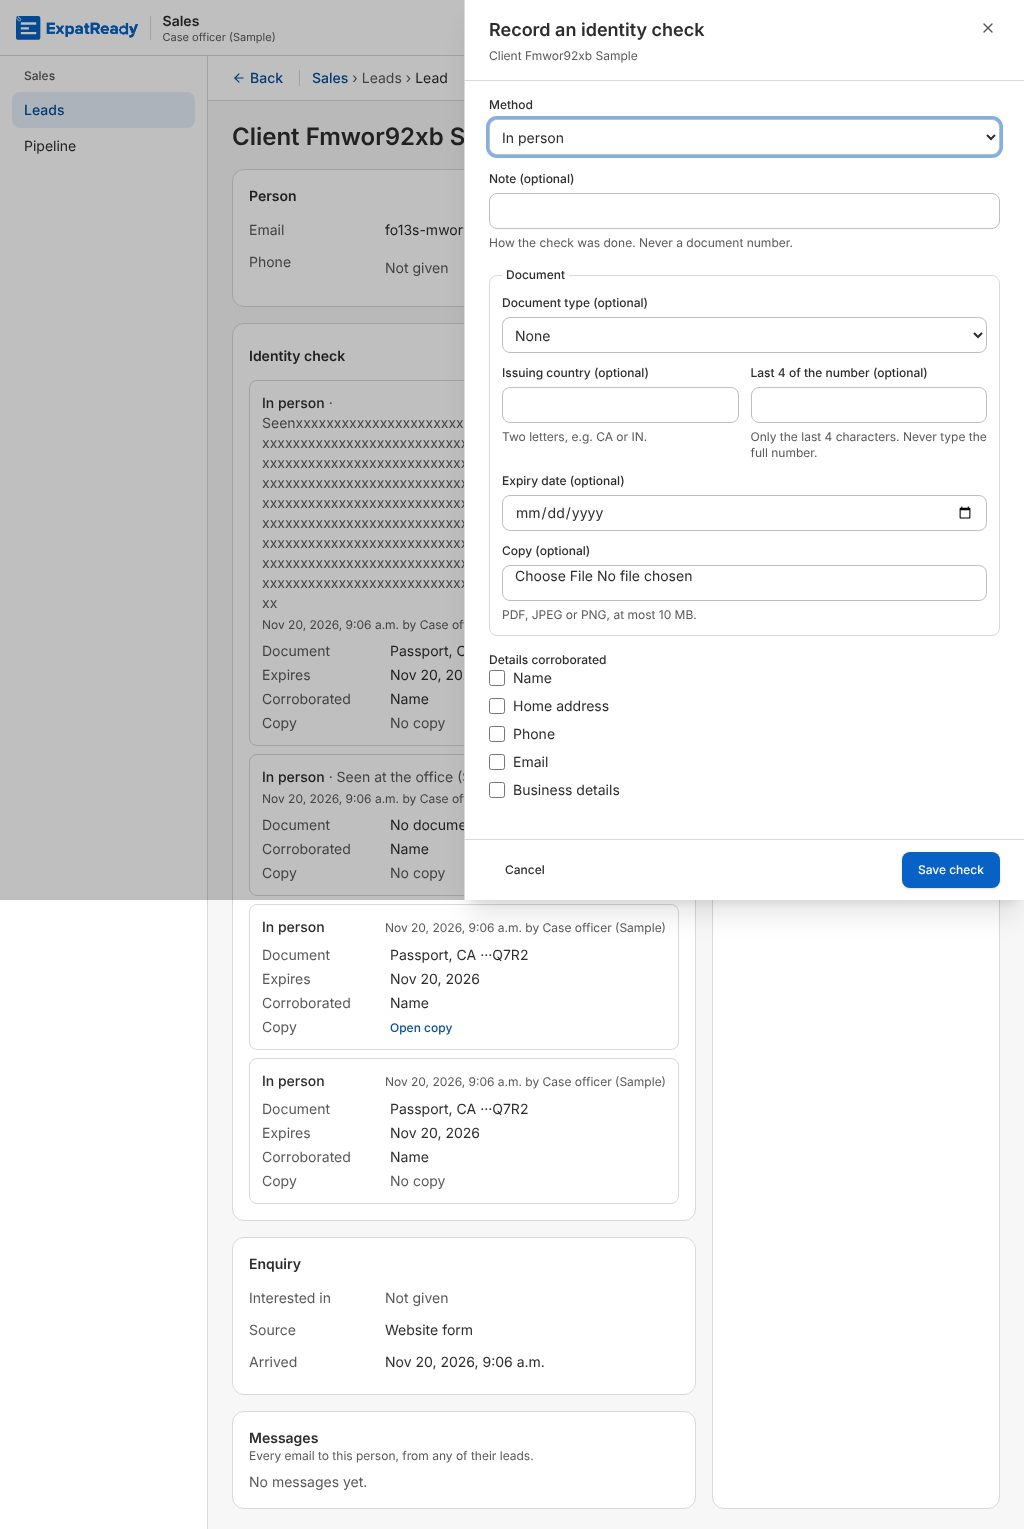 ExpatReady
Sales
Case officer (Sample)
Sales
Leads
Pipeline
← Back
Sales › Leads › Lead
Client Fmwor92xb S
Person
Email
fo13s-mwor
Phone
Not given
Identity check
In person ·
Seenxxxxxxxxxxxxxxxxxxxxxx
xxxxxxxxxxxxxxxxxxxxxxxxxx
xxxxxxxxxxxxxxxxxxxxxxxxxx
xxxxxxxxxxxxxxxxxxxxxxxxxx
xxxxxxxxxxxxxxxxxxxxxxxxxx
xxxxxxxxxxxxxxxxxxxxxxxxxx
xxxxxxxxxxxxxxxxxxxxxxxxxx
xxxxxxxxxxxxxxxxxxxxxxxxxx
xxxxxxxxxxxxxxxxxxxxxxxxxx
xx
Nov 20, 2026, 9:06 a.m. by Case of
Document
Passport, C
Expires
Nov 20, 20
Corroborated
Name
Copy
No copy
In person · Seen at the office (
Nov 20, 2026, 9:06 a.m. by Case of
Document
No docume
Corroborated
Name
Copy
No copy
In person
Nov 20, 2026, 9:06 a.m. by Case officer (Sample)
Document
Passport, CA ···Q7R2
Expires
Nov 20, 2026
Corroborated
Name
Copy
Open copy
In person
Nov 20, 2026, 9:06 a.m. by Case officer (Sample)
Document
Passport, CA ···Q7R2
Expires
Nov 20, 2026
Corroborated
Name
Copy
No copy
Enquiry
Interested in
Not given
Source
Website form
Arrived
Nov 20, 2026, 9:06 a.m.
Messages
Every email to this person, from any of their leads.
No messages yet.
Record an identity check
Client Fmwor92xb Sample
Method
In person
Note (optional)
How the check was done. Never a document number.
Document
Document type (optional)
None
Issuing country (optional)
Two letters, e.g. CA or IN.
Last 4 of the number (optional)
Only the last 4 characters. Never type the
full number.
Expiry date (optional)
mm/dd/yyyy
Copy (optional)
Choose File No file chosen
PDF, JPEG or PNG, at most 10 MB.
Details corroborated
Name
Home address
Phone
Email
Business details
Cancel
Save check